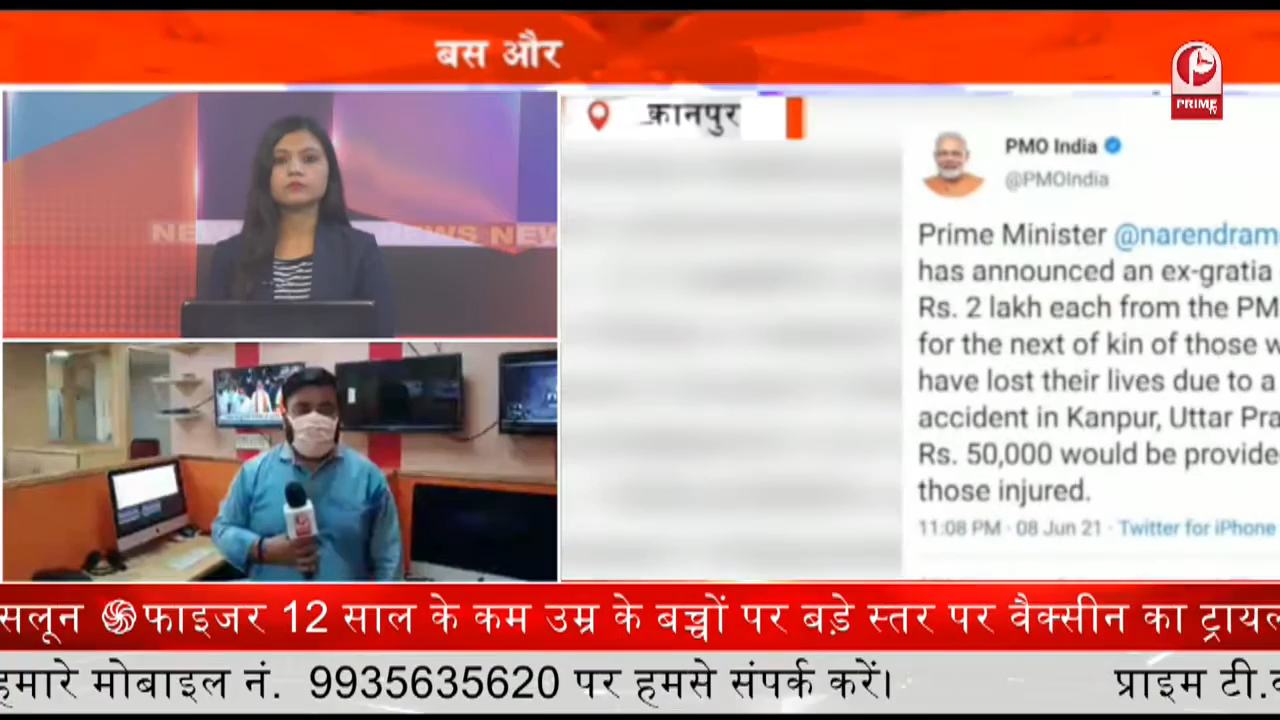 बस और
PRIME TV
कानपुर
NEWS NEW
PMO India
@PMOIndia
Prime Minister @narendram
has announced an ex-gratia
Rs. 2 lakh each from the PM
for the next of kin of those w
have lost their lives due to a
accident in Kanpur, Uttar Pra
Rs. 50,000 would be provide
those injured.
11:08 PM · 08 Jun 21 · Twitter for iPhone
सलून फाइजर 12 साल के कम उम्र के बच्चों पर बड़े स्तर पर वैक्सीन का ट्रायल
हमारे मोबाइल नं. 9935635620 पर हमसे संपर्क करें। प्राइम टी.व